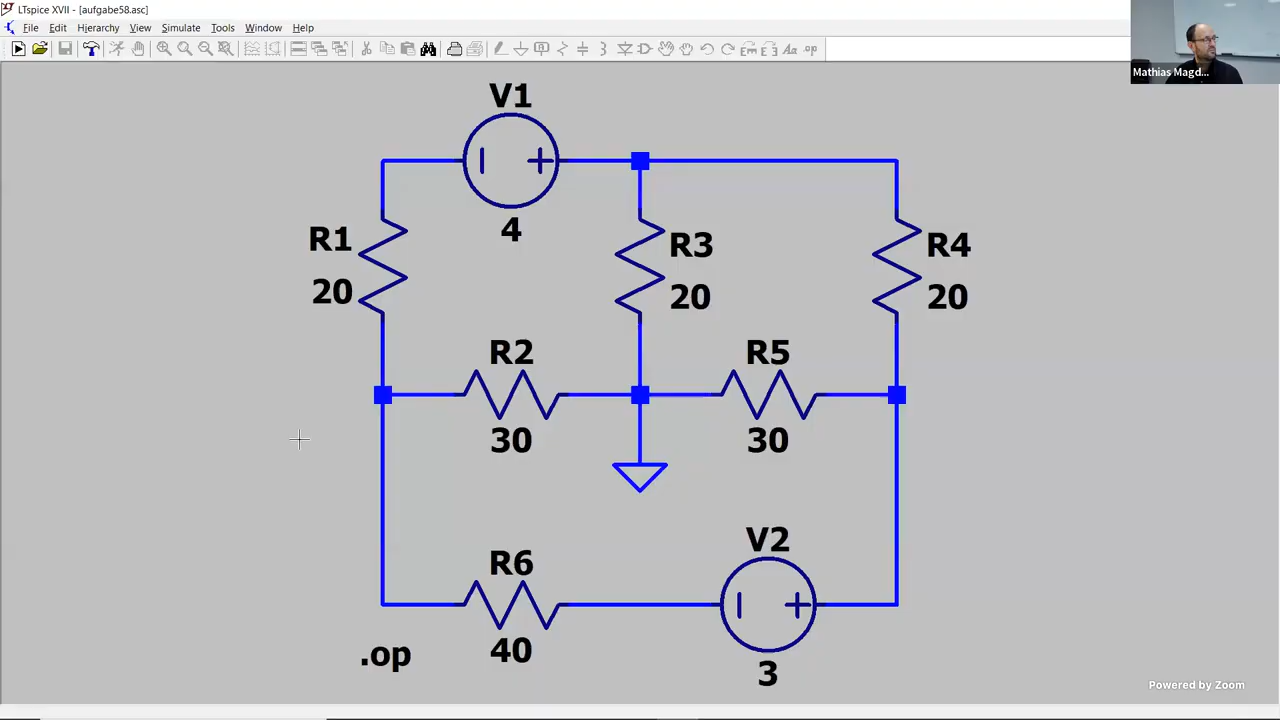 LTspice XVII - [aufgabe58.asc]
File Edit Hierarchy View Simulate Tools Window Help
Mathias Magd...
V1
4
R1
20
R3
20
R4
20
R2
30
R5
30
V2
3
R6
40
.op
Powered by Zoom